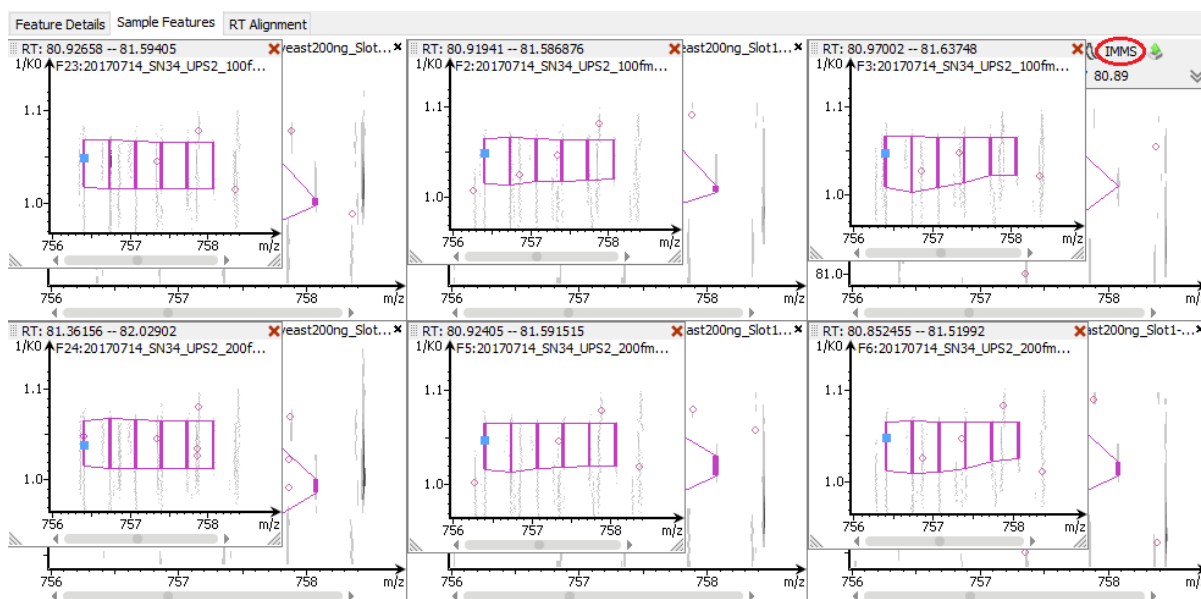 Feature Details Sample Features RT Alignment
RT: 80.92658 -- 81.59405 yeast200ng_Slot...
1/K0 F23:20170714_SN34_UPS2_100f...
1.1
1.0
756 757 758 m/z
756 757 758 m/z
RT: 80.91941 -- 81.586876 east200ng_Slot1...
1/K0 F2:20170714_SN34_UPS2_100fm...
1.1
1.0
756 757 758 m/z
756 757 758 m/z
RT: 80.97002 -- 81.63748 IMMS
80.89
1/K0 F3:20170714_SN34_UPS2_100fm...
1.1
1.0
756 757 758 m/z
81.0
756 757 758 m/z
RT: 81.36156 -- 82.02902 yeast200ng_Slot...
1/K0 F24:20170714_SN34_UPS2_200f...
1.1
1.0
756 757 758 m/z
756 757 758 m/z
RT: 80.92405 -- 81.591515 ast200ng_Slot1...
1/K0 F5:20170714_SN34_UPS2_200fm...
1.1
1.0
756 757 758 m/z
756 757 758 m/z
RT: 80.852455 -- 81.51992 ast200ng_Slot1-...
1/K0 F6:20170714_SN34_UPS2_200fm...
1.1
1.0
756 757 758 m/z
756 757 758 m/z